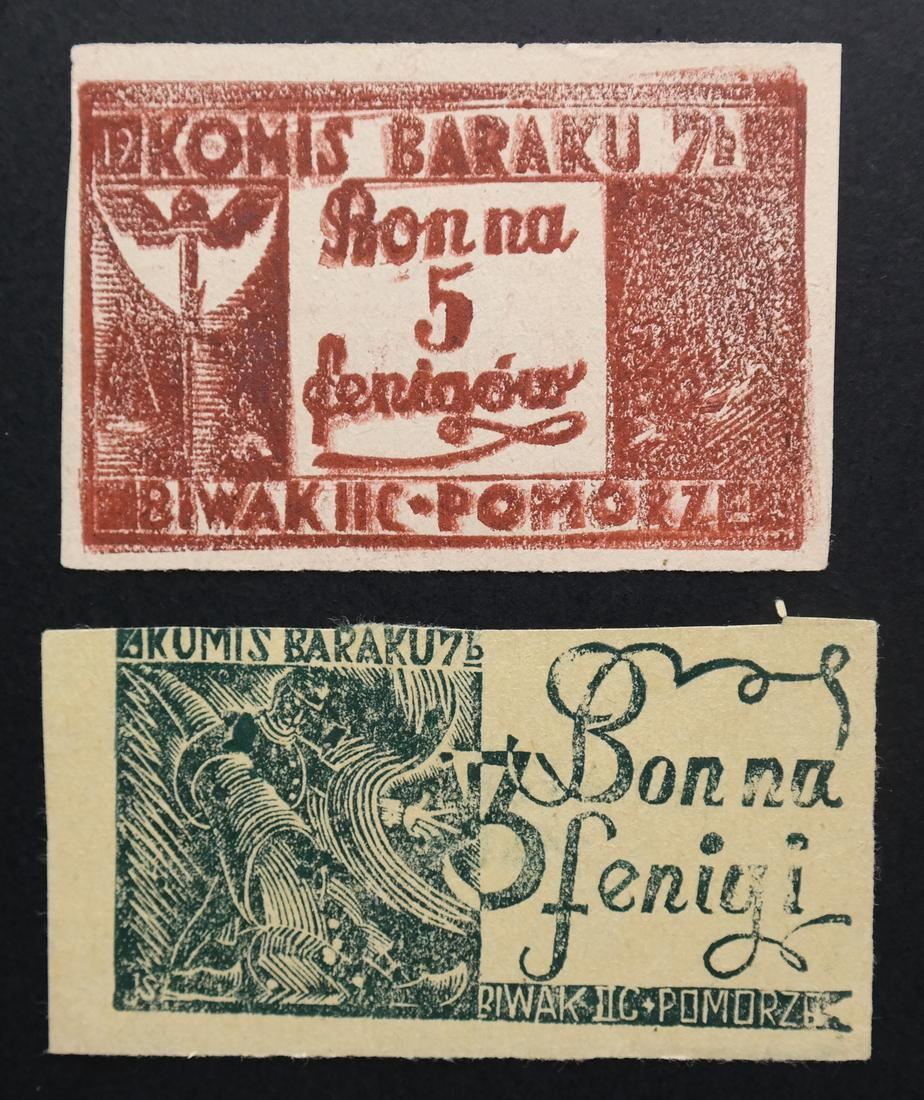 KOMIS BARAKU 7b
Bon na
5
fenigów
BIWAK IIC • POMORZE
KOMIS BARAKU 7b
Bon na
3
fenigi
BIWAK IIC • POMORZE